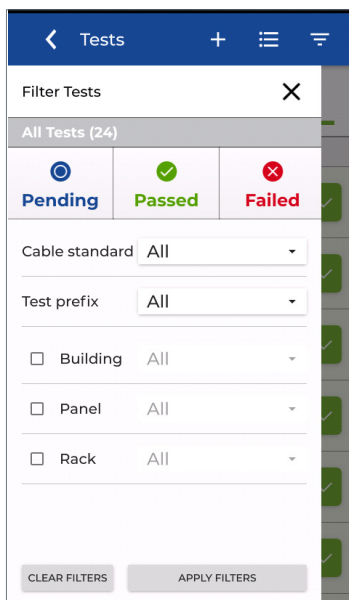 Tests
Filter Tests
All Tests (24)
Pending Passed Failed
Cable standard All
Test prefix All
Building All
Panel All
Rack All
CLEAR FILTERS APPLY FILTERS